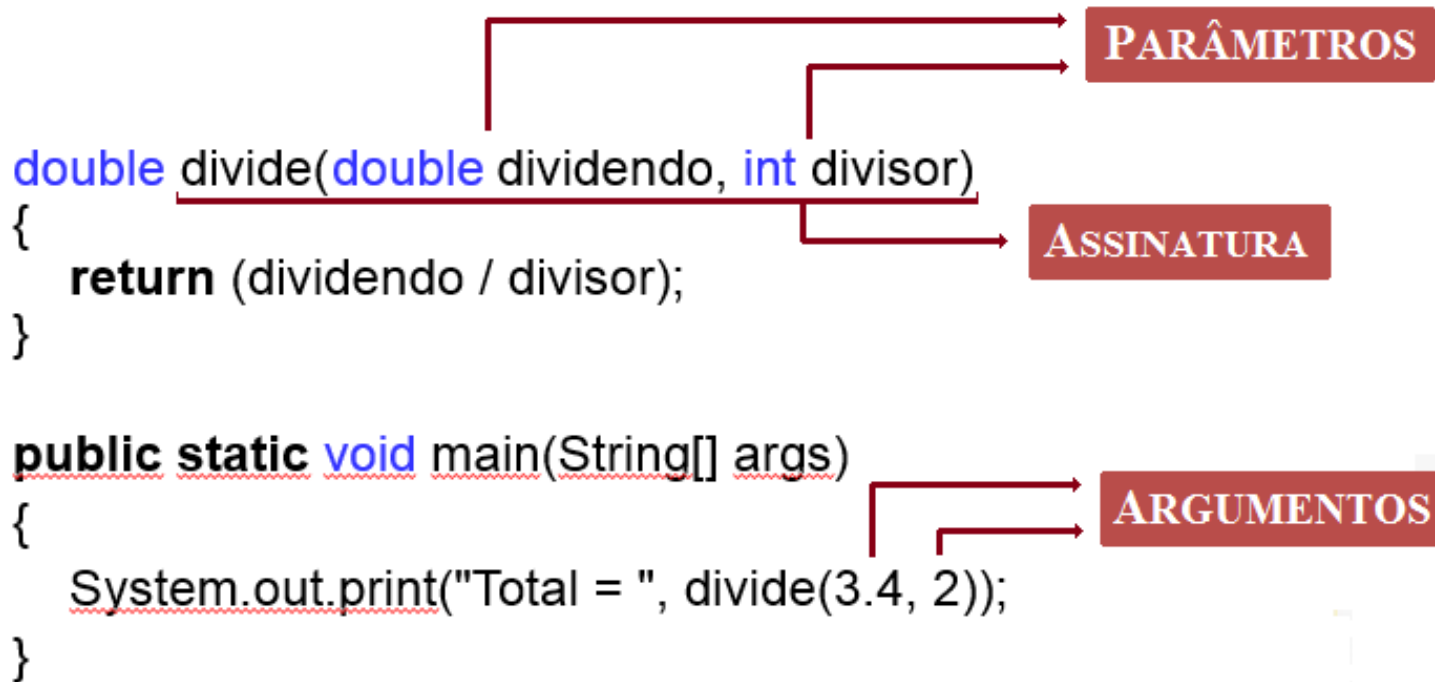 PARÂMETROS
double divide(double dividendo, int divisor)
{
ASSINATURA
return (dividendo / divisor);
}
public static void main(String[] args)
{
ARGUMENTOS
System.out.print("Total = ", divide(3.4, 2));
}